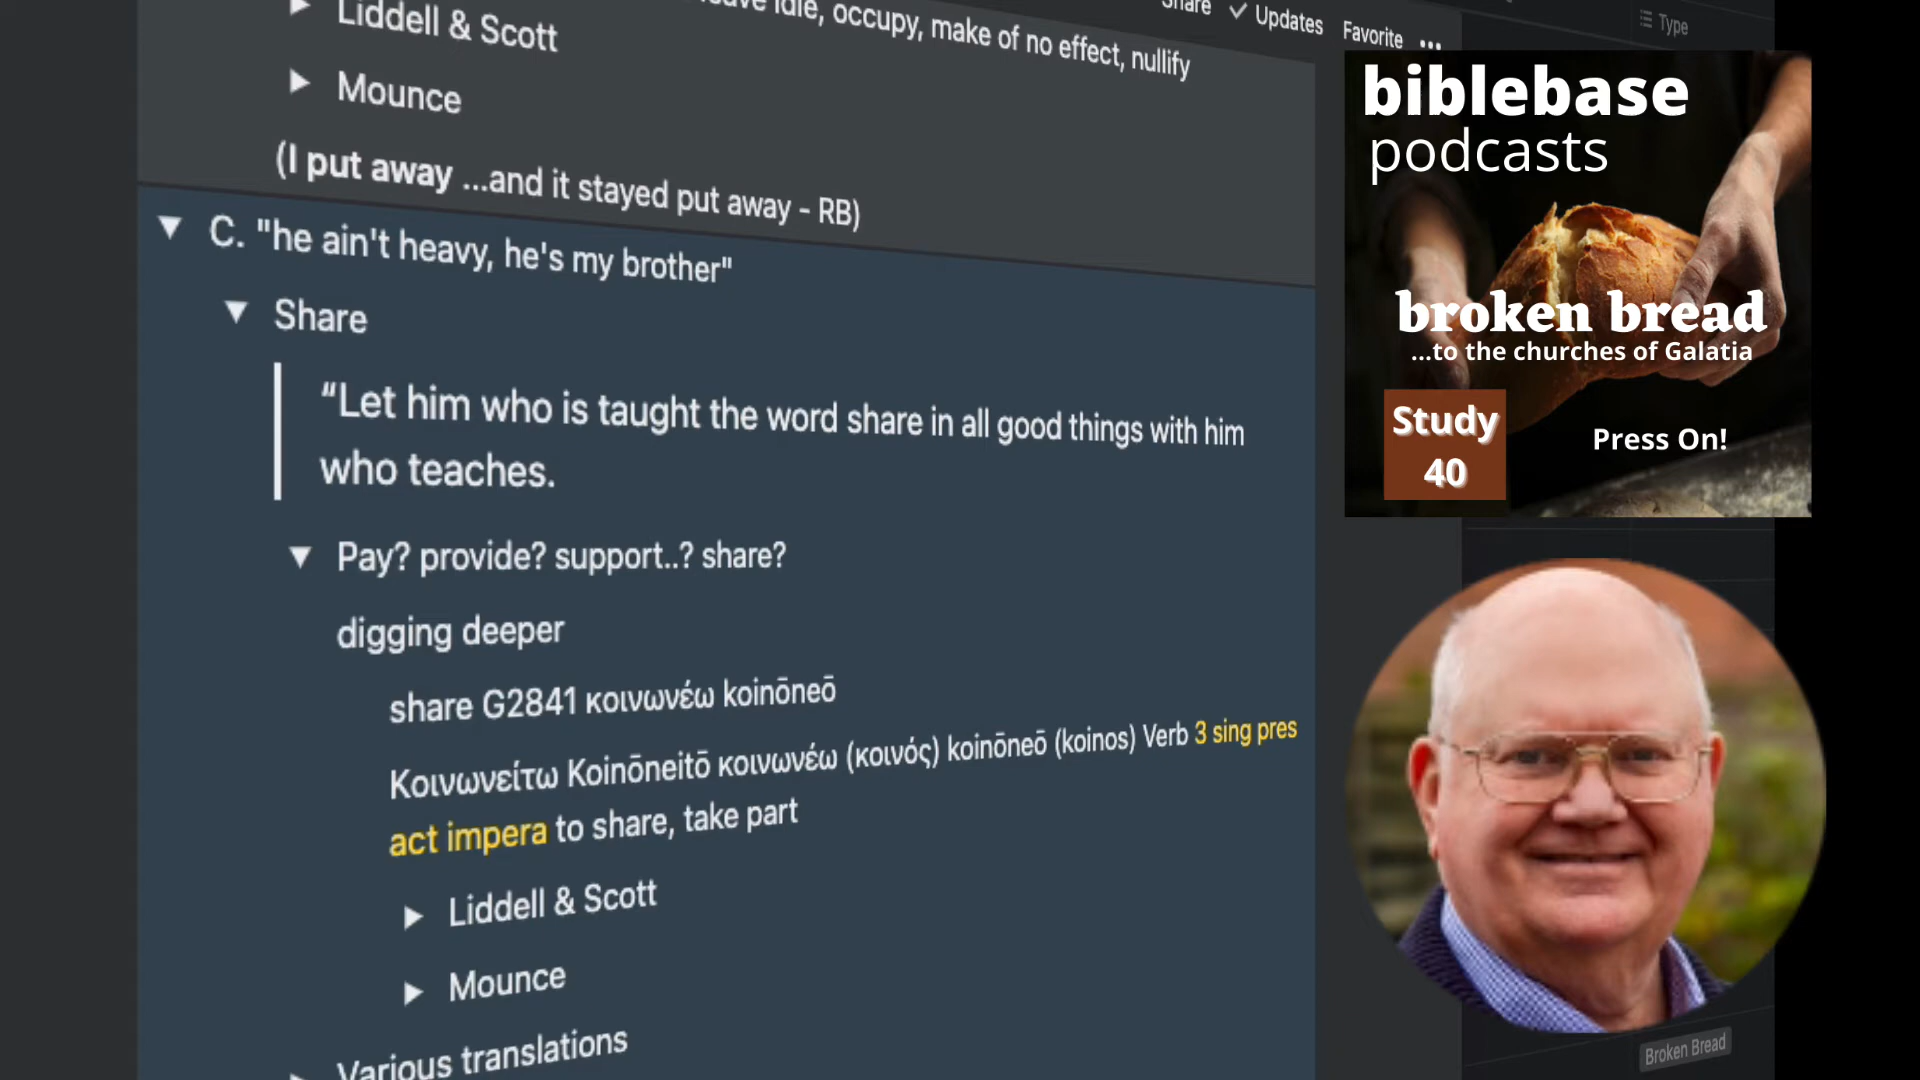 idle, occupy, make of no effect, nullify
Liddell & Scott
Mounce
(I put away ...and it stayed put away - RB)
C. "he ain't heavy, he's my brother"
Share
“Let him who is taught the word share in all good things with him
who teaches.
Pay? provide? support..? share?
digging deeper
share G2841 κοινωνέω koinōneō
Κοινωνείτω Koinōneitō κοινωνέω (κοινός) koinōneō (koinos) Verb 3 sing pres
act impera to share, take part
Liddell & Scott
Mounce
Various translations
Share ✓ Updates Favorite •••
Type
biblebase
podcasts
broken bread
...to the churches of Galatia
Study
40
Press On!
Broken Bread